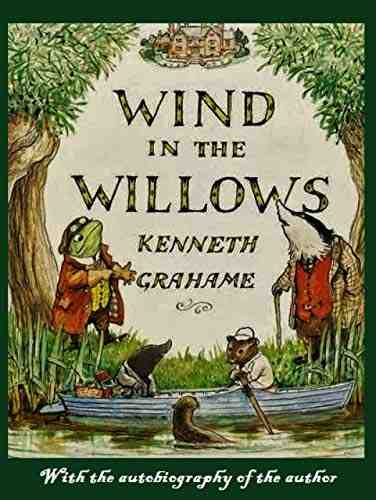 WIND
IN THE
WILLOWS
KENNETH
GRAHAME
With the autobiography of the author